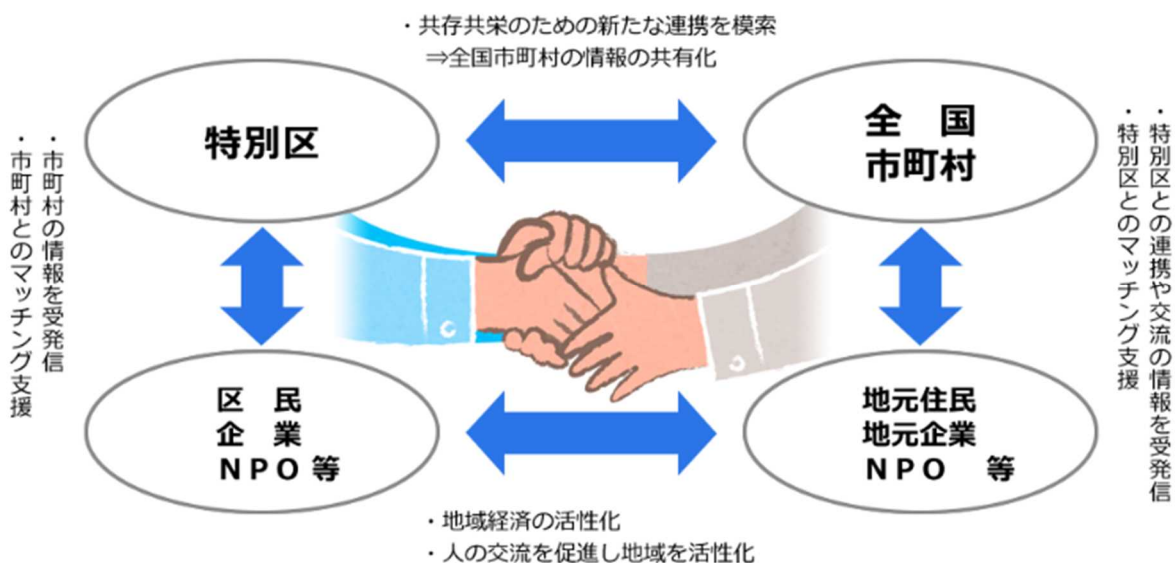 ・共存共栄のための新たな連携を模索
⇒全国市町村の情報の共有化
特別区
全　国
市町村
・市町村の情報を受発信
・市町村とのマッチング支援
・特別区との連携や交流の情報を受発信
・特別区とのマッチング支援
区　民
企　業
ＮＰＯ 等
地元住民
地元企業
ＮＰＯ　等
・地域経済の活性化
・人の交流を促進し地域を活性化